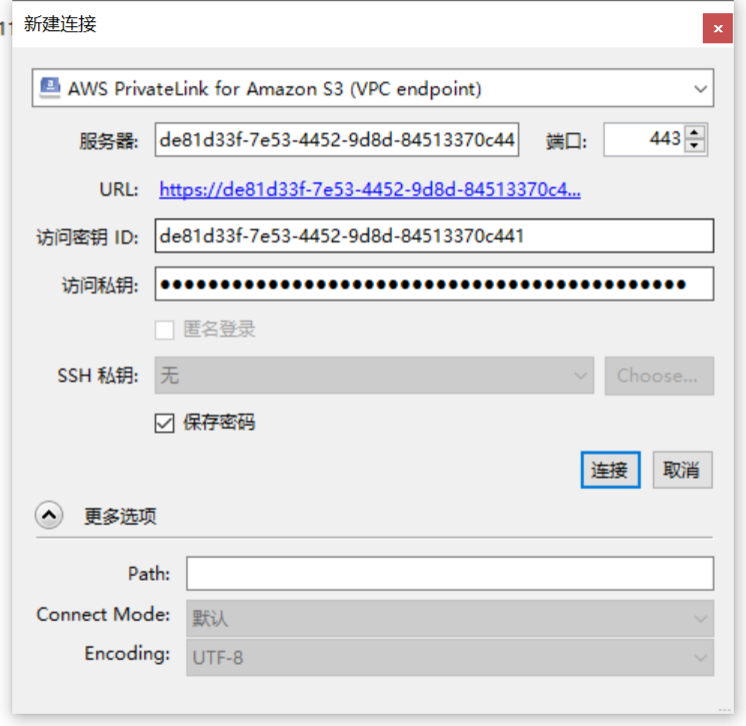 新建连接
AWS PrivateLink for Amazon S3 (VPC endpoint)
服务器: de81d33f-7e53-4452-9d8d-84513370c44 端口: 443
URL: https://de81d33f-7e53-4452-9d8d-84513370c4...
访问密钥 ID: de81d33f-7e53-4452-9d8d-84513370c441
访问私钥:
匿名登录
SSH 私钥: 无 Choose...
保存密码
连接 取消
更多选项
Path:
Connect Mode: 默认
Encoding: UTF-8